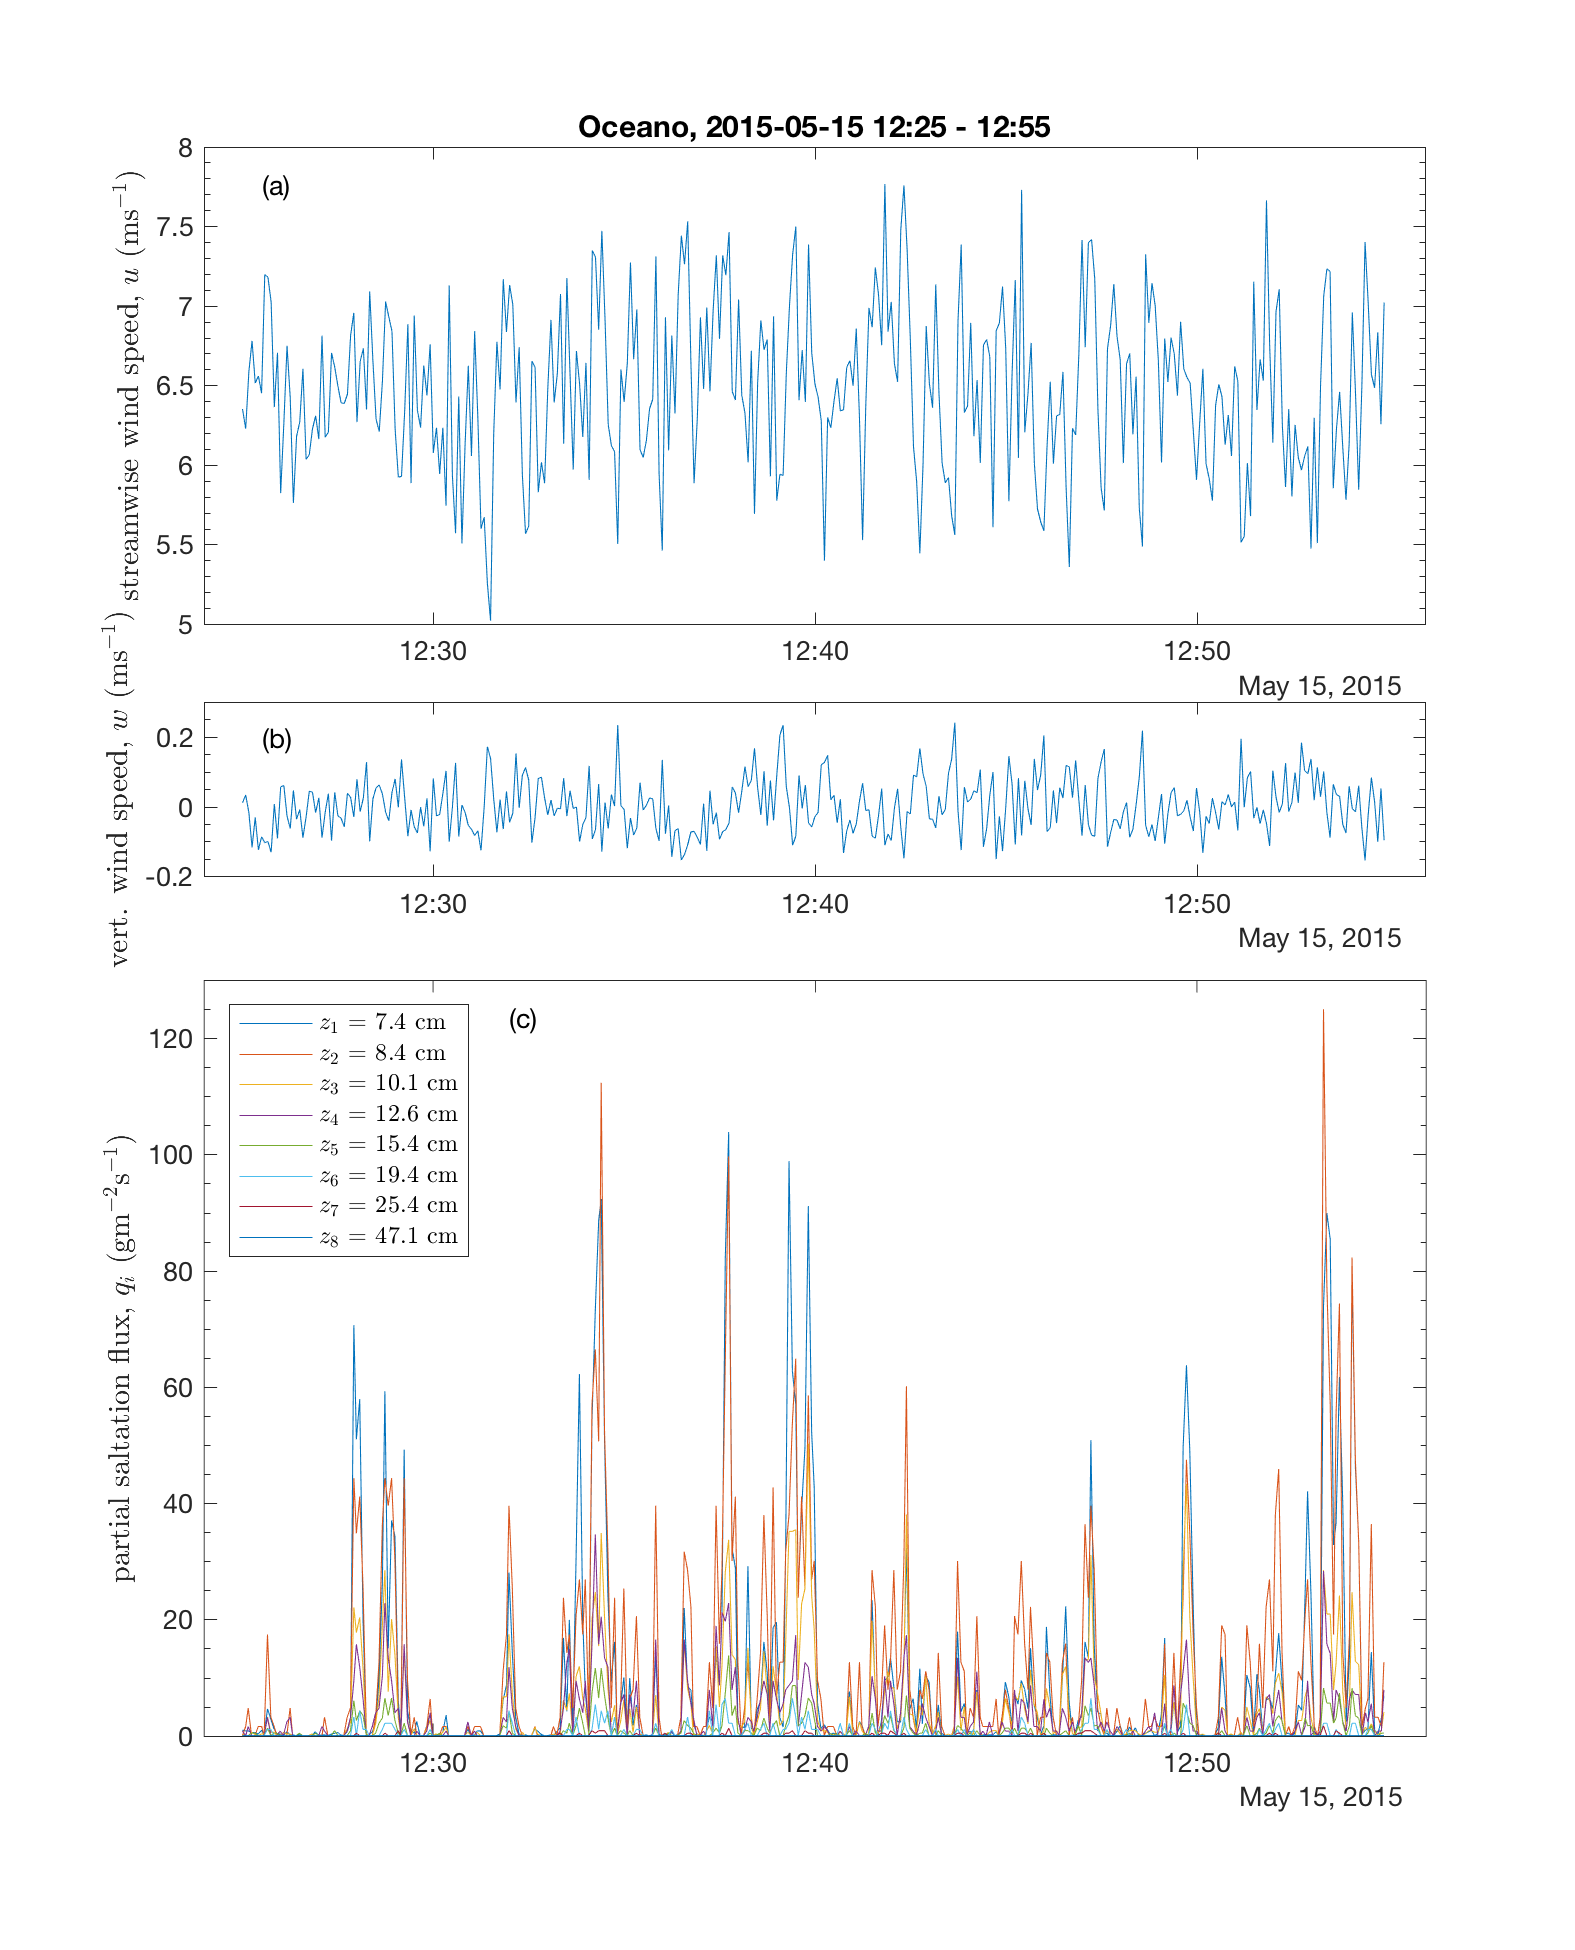 Oceano, 2015-05-15 12:25 - 12:55
(a)
streamwise wind speed, u (ms⁻¹)
8
7.5
7
6.5
6
5.5
5
12:30 12:40 12:50
May 15, 2015
(b)
vert. wind speed, w (ms⁻¹)
0.2
0
-0.2
12:30 12:40 12:50
May 15, 2015
(c)
partial saltation flux, qᵢ (gm⁻²s⁻¹)
120
100
80
60
40
20
0
z₁ = 7.4 cm
z₂ = 8.4 cm
z₃ = 10.1 cm
z₄ = 12.6 cm
z₅ = 15.4 cm
z₆ = 19.4 cm
z₇ = 25.4 cm
z₈ = 47.1 cm
12:30 12:40 12:50
May 15, 2015